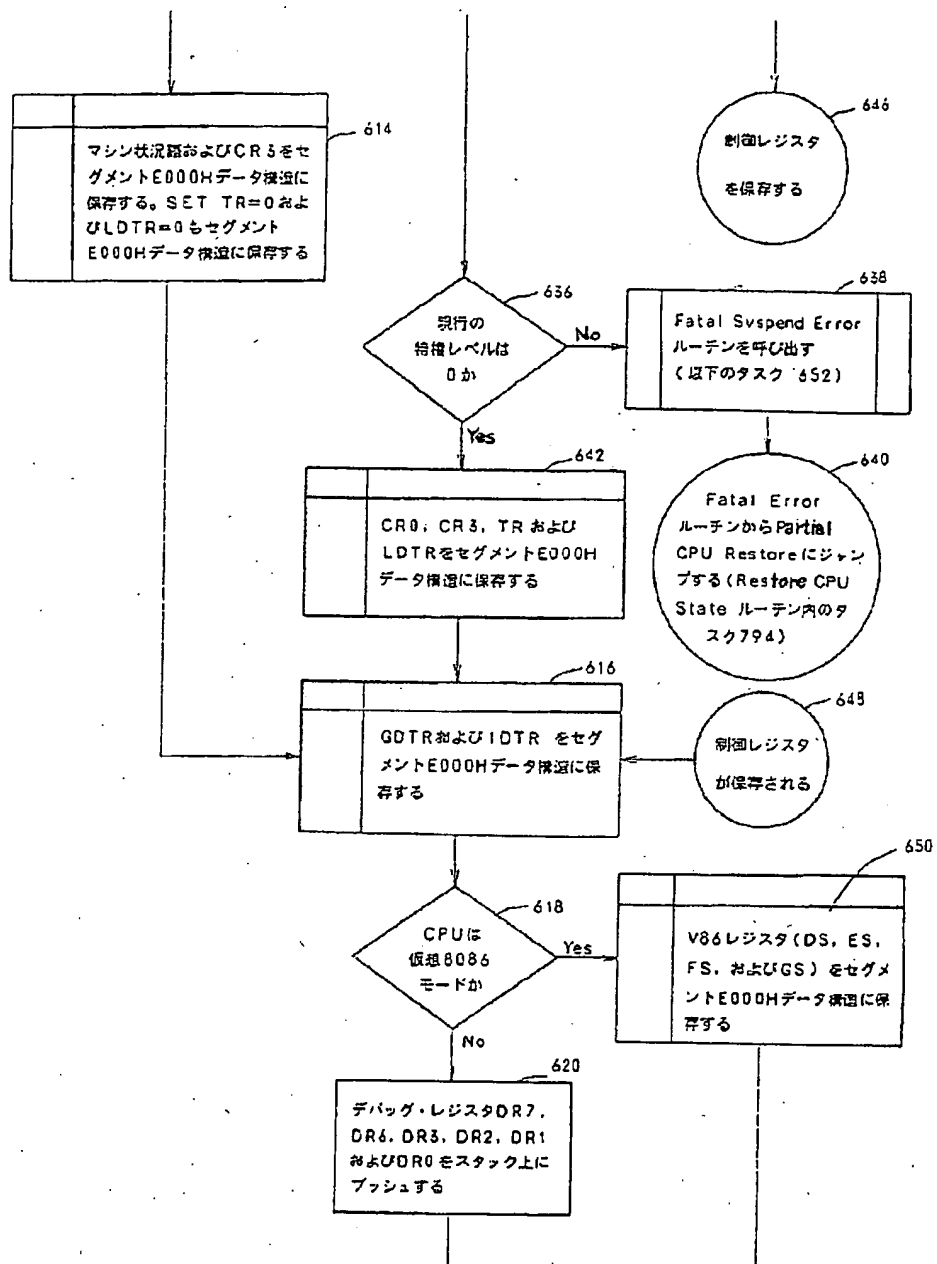 614
マシン状況語およびCR3をセ
グメントE000Hデータ構造に
保存する。SET TR=0およ
びLDTR=0もセグメント
E000Hデータ構造に保存する
646
制御レジスタ
を保存する
636
現行の
特権レベルは
0か
No
Yes
638
Fatal Svspend Error
ルーテンを呼び出す
(以下のタスク 652)
642
CR0, CR3, TR および
LDTRをセグメントE000H
データ構造に保存する
640
Fatal Error
ルーチンからPartial
CPU Restoreにジャン
プする(Restore CPU
State ルーテン内のタ
スク794)
616
GDTRおよびIDTR をセグ
メントE000Hデータ構造に保
存する
648
制御レジスタ
が保存される
618
CPUは
仮想8086
モードか
Yes
No
650
V86レジスタ(DS, ES,
FS, およびGS)をセグメ
ントE000Hデータ構造に保
存する
620
デバッグ・レジスタDR7,
DR6, DR3, DR2, DR1
およびDR0をスタック上に
プッシュする